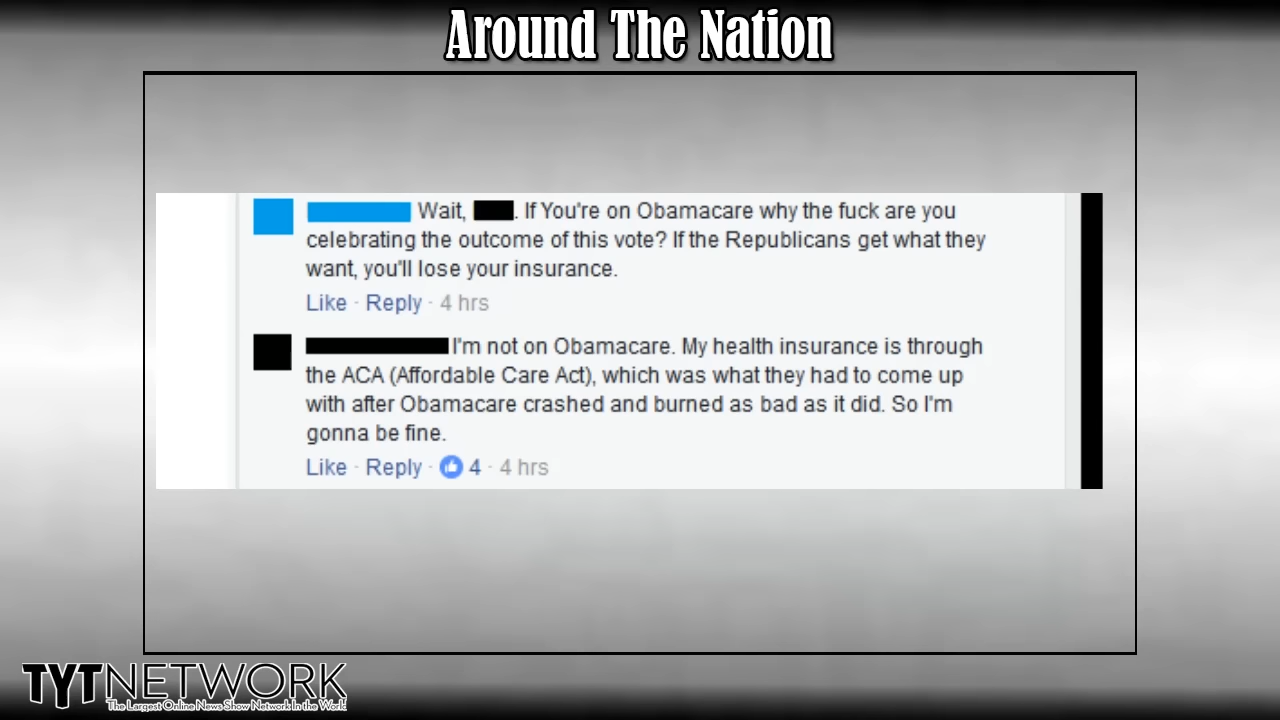 Around The Nation
Wait, . If You're on Obamacare why the fuck are you
celebrating the outcome of this vote? If the Republicans get what they
want, you'll lose your insurance.
Like · Reply · 4 hrs
I'm not on Obamacare. My health insurance is through
the ACA (Affordable Care Act), which was what they had to come up
with after Obamacare crashed and burned as bad as it did. So I'm
gonna be fine.
Like · Reply · 4 · 4 hrs
TYTNETWORK
The Largest Online News Show Network In the World